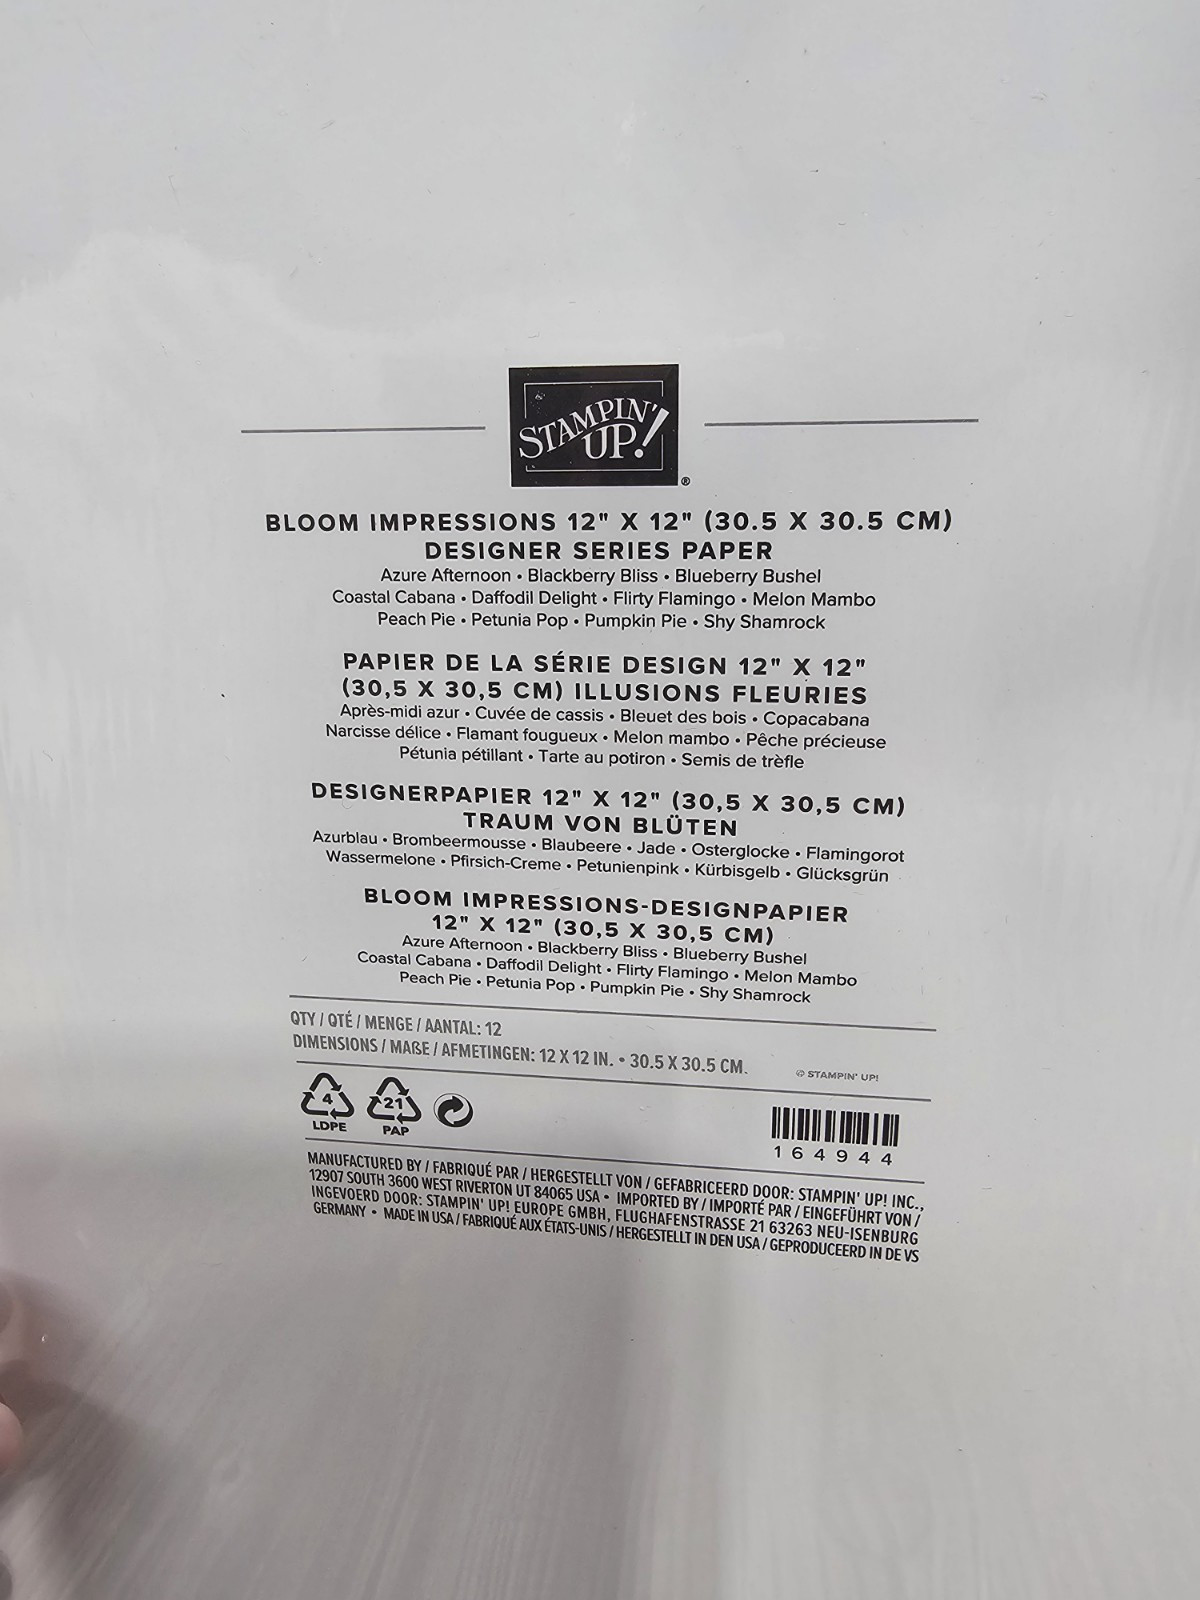 STAMPIN' UP!®
BLOOM IMPRESSIONS 12" X 12" (30.5 X 30.5 CM)
DESIGNER SERIES PAPER
Azure Afternoon • Blackberry Bliss • Blueberry Bushel
Coastal Cabana • Daffodil Delight • Flirty Flamingo • Melon Mambo
Peach Pie • Petunia Pop • Pumpkin Pie • Shy Shamrock
PAPIER DE LA SÉRIE DESIGN 12" X 12"
(30,5 X 30,5 CM) ILLUSIONS FLEURIES
Après-midi azur • Cuvée de cassis • Bleuet des bois • Copacabana
Narcisse délice • Flamant fougueux • Melon mambo • Pêche précieuse
Pétunia pétillant • Tarte au potiron • Semis de trèfle
DESIGNERPAPIER 12" X 12" (30,5 X 30,5 CM)
TRAUM VON BLÜTEN
Azurblau • Brombeermousse • Blaubeere • Jade • Osterglocke • Flamingorot
Wassermelone • Pfirsich-Creme • Petunienpink • Kürbisgelb • Glücksgrün
BLOOM IMPRESSIONS-DESIGNPAPIER
12" X 12" (30,5 X 30,5 CM)
Azure Afternoon • Blackberry Bliss • Blueberry Bushel
Coastal Cabana • Daffodil Delight • Flirty Flamingo • Melon Mambo
Peach Pie • Petunia Pop • Pumpkin Pie • Shy Shamrock
QTY / QTÉ / MENGE / AANTAL: 12
DIMENSIONS / MAßE / AFMETINGEN: 12 X 12 IN. • 30.5 X 30.5 CM.
© STAMPIN' UP!
4 21
LDPE PAP
164944
MANUFACTURED BY / FABRIQUÉ PAR / HERGESTELLT VON / GEFABRICEERD DOOR: STAMPIN' UP! INC.,
12907 SOUTH 3600 WEST RIVERTON UT 84065 USA • IMPORTED BY / IMPORTÉ PAR / EINGEFÜHRT VON /
INGEVOERD DOOR: STAMPIN' UP! EUROPE GMBH, FLUGHAFENSTRASSE 21 63263 NEU-ISENBURG
GERMANY • MADE IN USA / FABRIQUÉ AUX ÉTATS-UNIS / HERGESTELLT IN DEN USA / GEPRODUCEERD IN DE VS